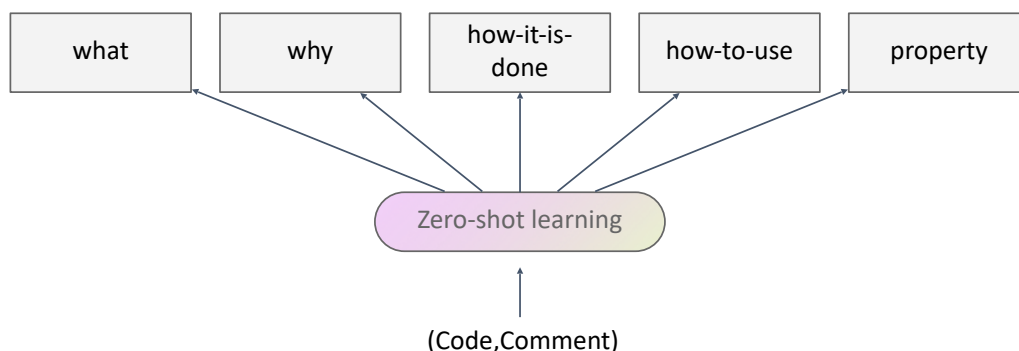 what
why
how-it-is-
done
how-to-use
property
Zero-shot learning
(Code,Comment)